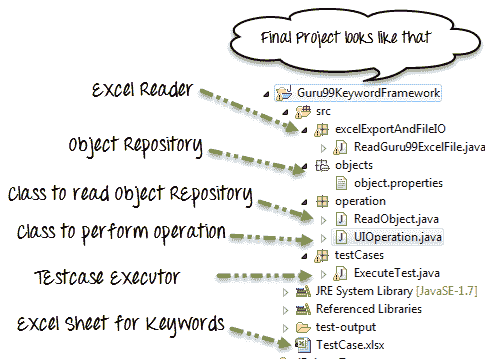 Final Project looks like that
Excel Reader
Object Repository
Class to read Object REpository
Class to perform operation
Testcase Executor
Excel Sheet for Keywords
Guru99KeywordFramework
src
excelExportAndFileIO
ReadGuru99ExcelFile.java
objects
object.properties
operation
ReadObject.java
UIOperation.java
testCases
ExecuteTest.java
JRE System Library [JavaSE-1.7]
Referenced Libraries
test-output
TestCase.xlsx